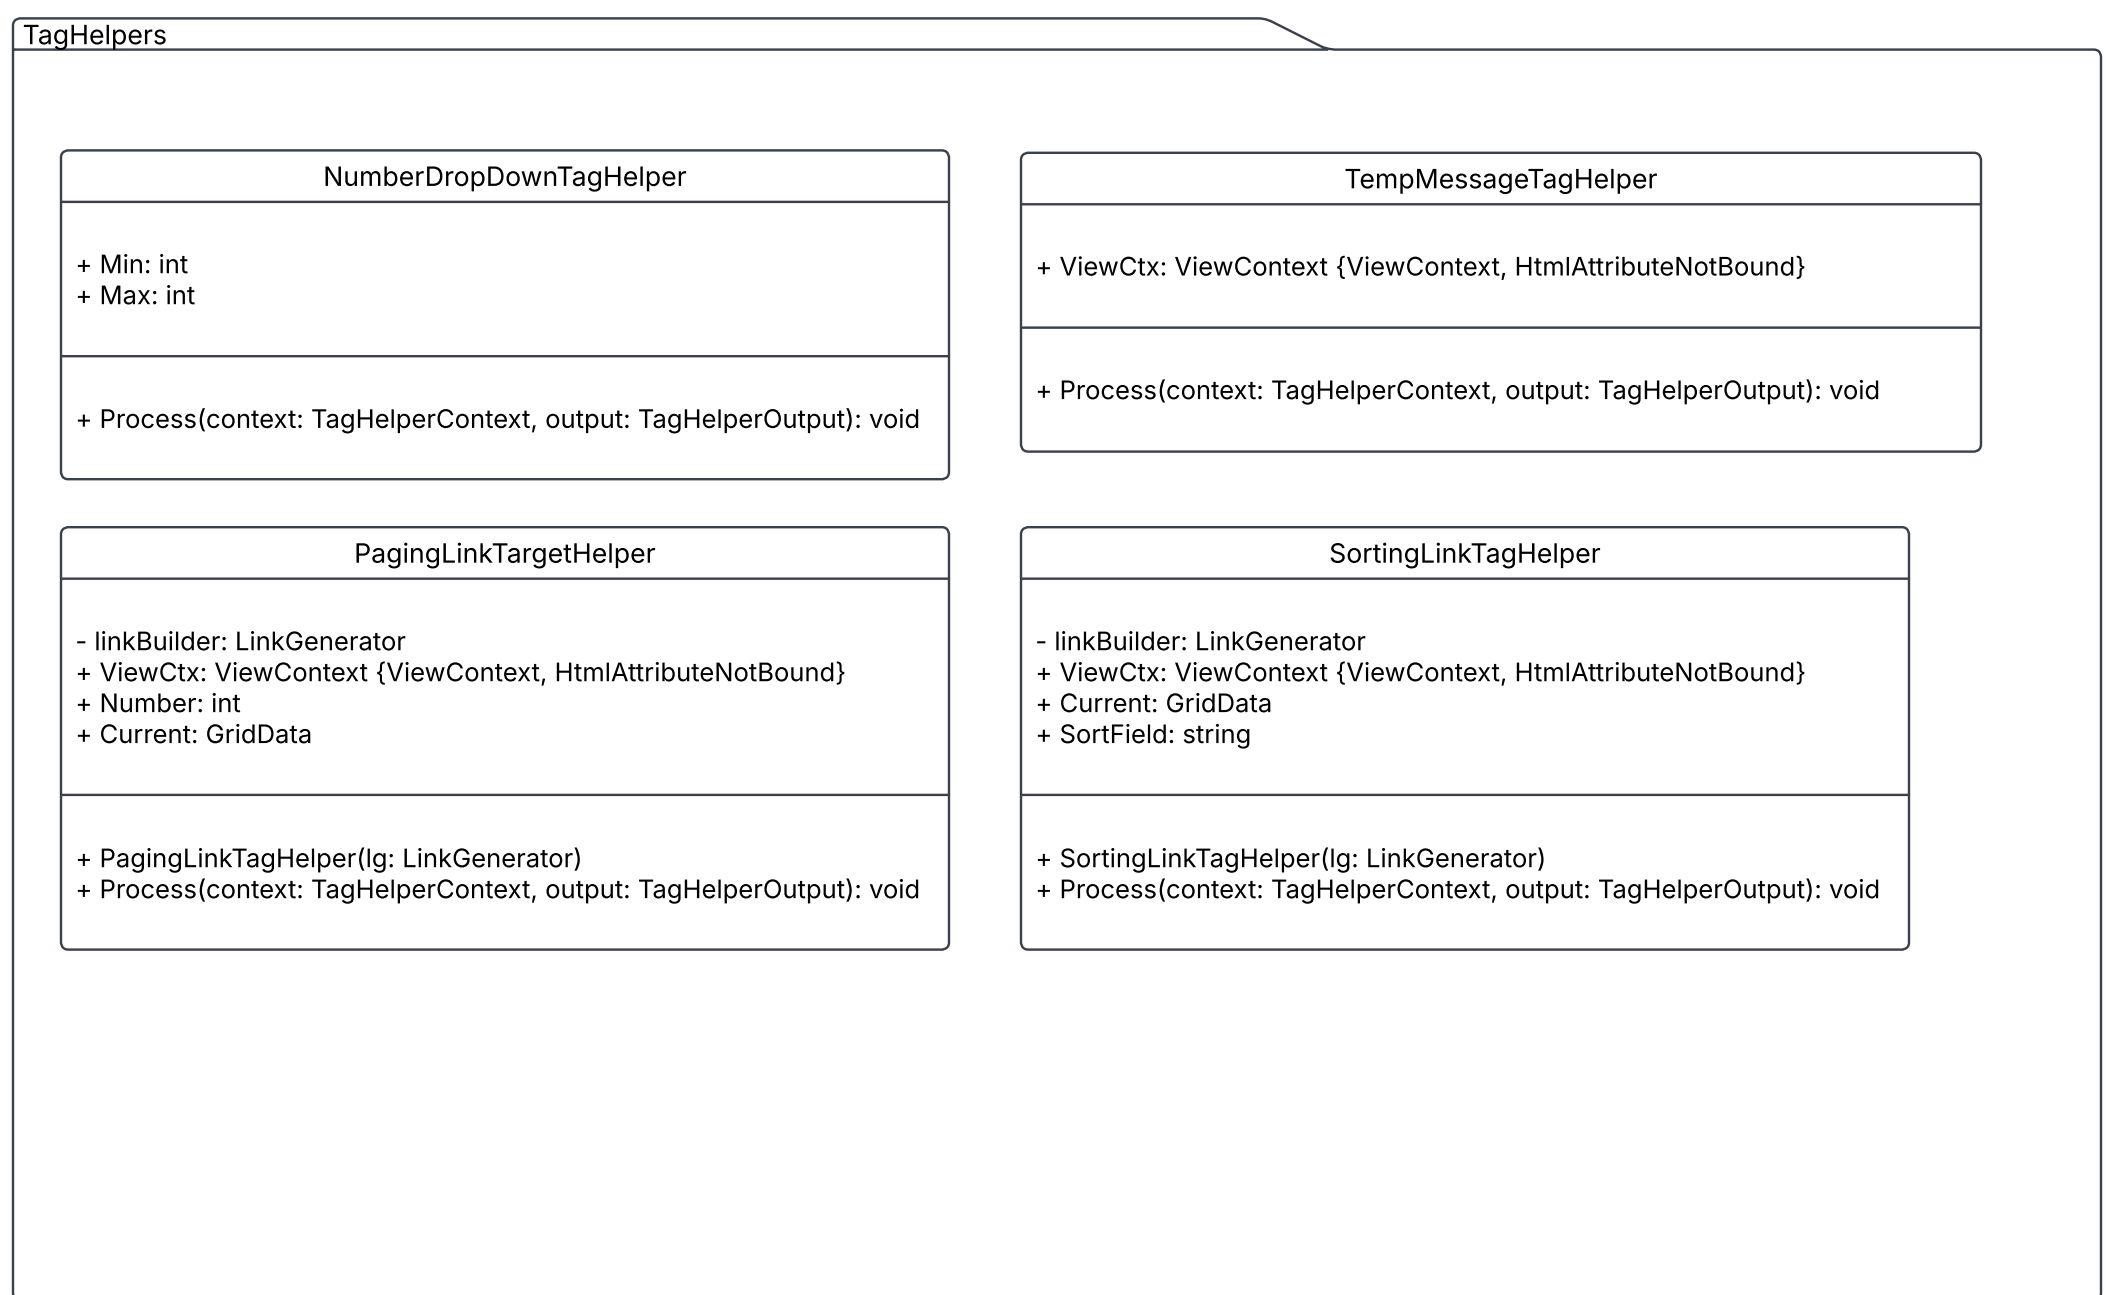 TagHelpers
NumberDropDownTagHelper
+ Min: int
+ Max: int
+ Process(context: TagHelperContext, output: TagHelperOutput): void
TempMessageTagHelper
+ ViewCtx: ViewContext {ViewContext, HtmlAttributeNotBound}
+ Process(context: TagHelperContext, output: TagHelperOutput): void
PagingLinkTargetHelper
- linkBuilder: LinkGenerator
+ ViewCtx: ViewContext {ViewContext, HtmlAttributeNotBound}
+ Number: int
+ Current: GridData
+ PagingLinkTagHelper(lg: LinkGenerator)
+ Process(context: TagHelperContext, output: TagHelperOutput): void
SortingLinkTagHelper
- linkBuilder: LinkGenerator
+ ViewCtx: ViewContext {ViewContext, HtmlAttributeNotBound}
+ Current: GridData
+ SortField: string
+ SortingLinkTagHelper(lg: LinkGenerator)
+ Process(context: TagHelperContext, output: TagHelperOutput): void